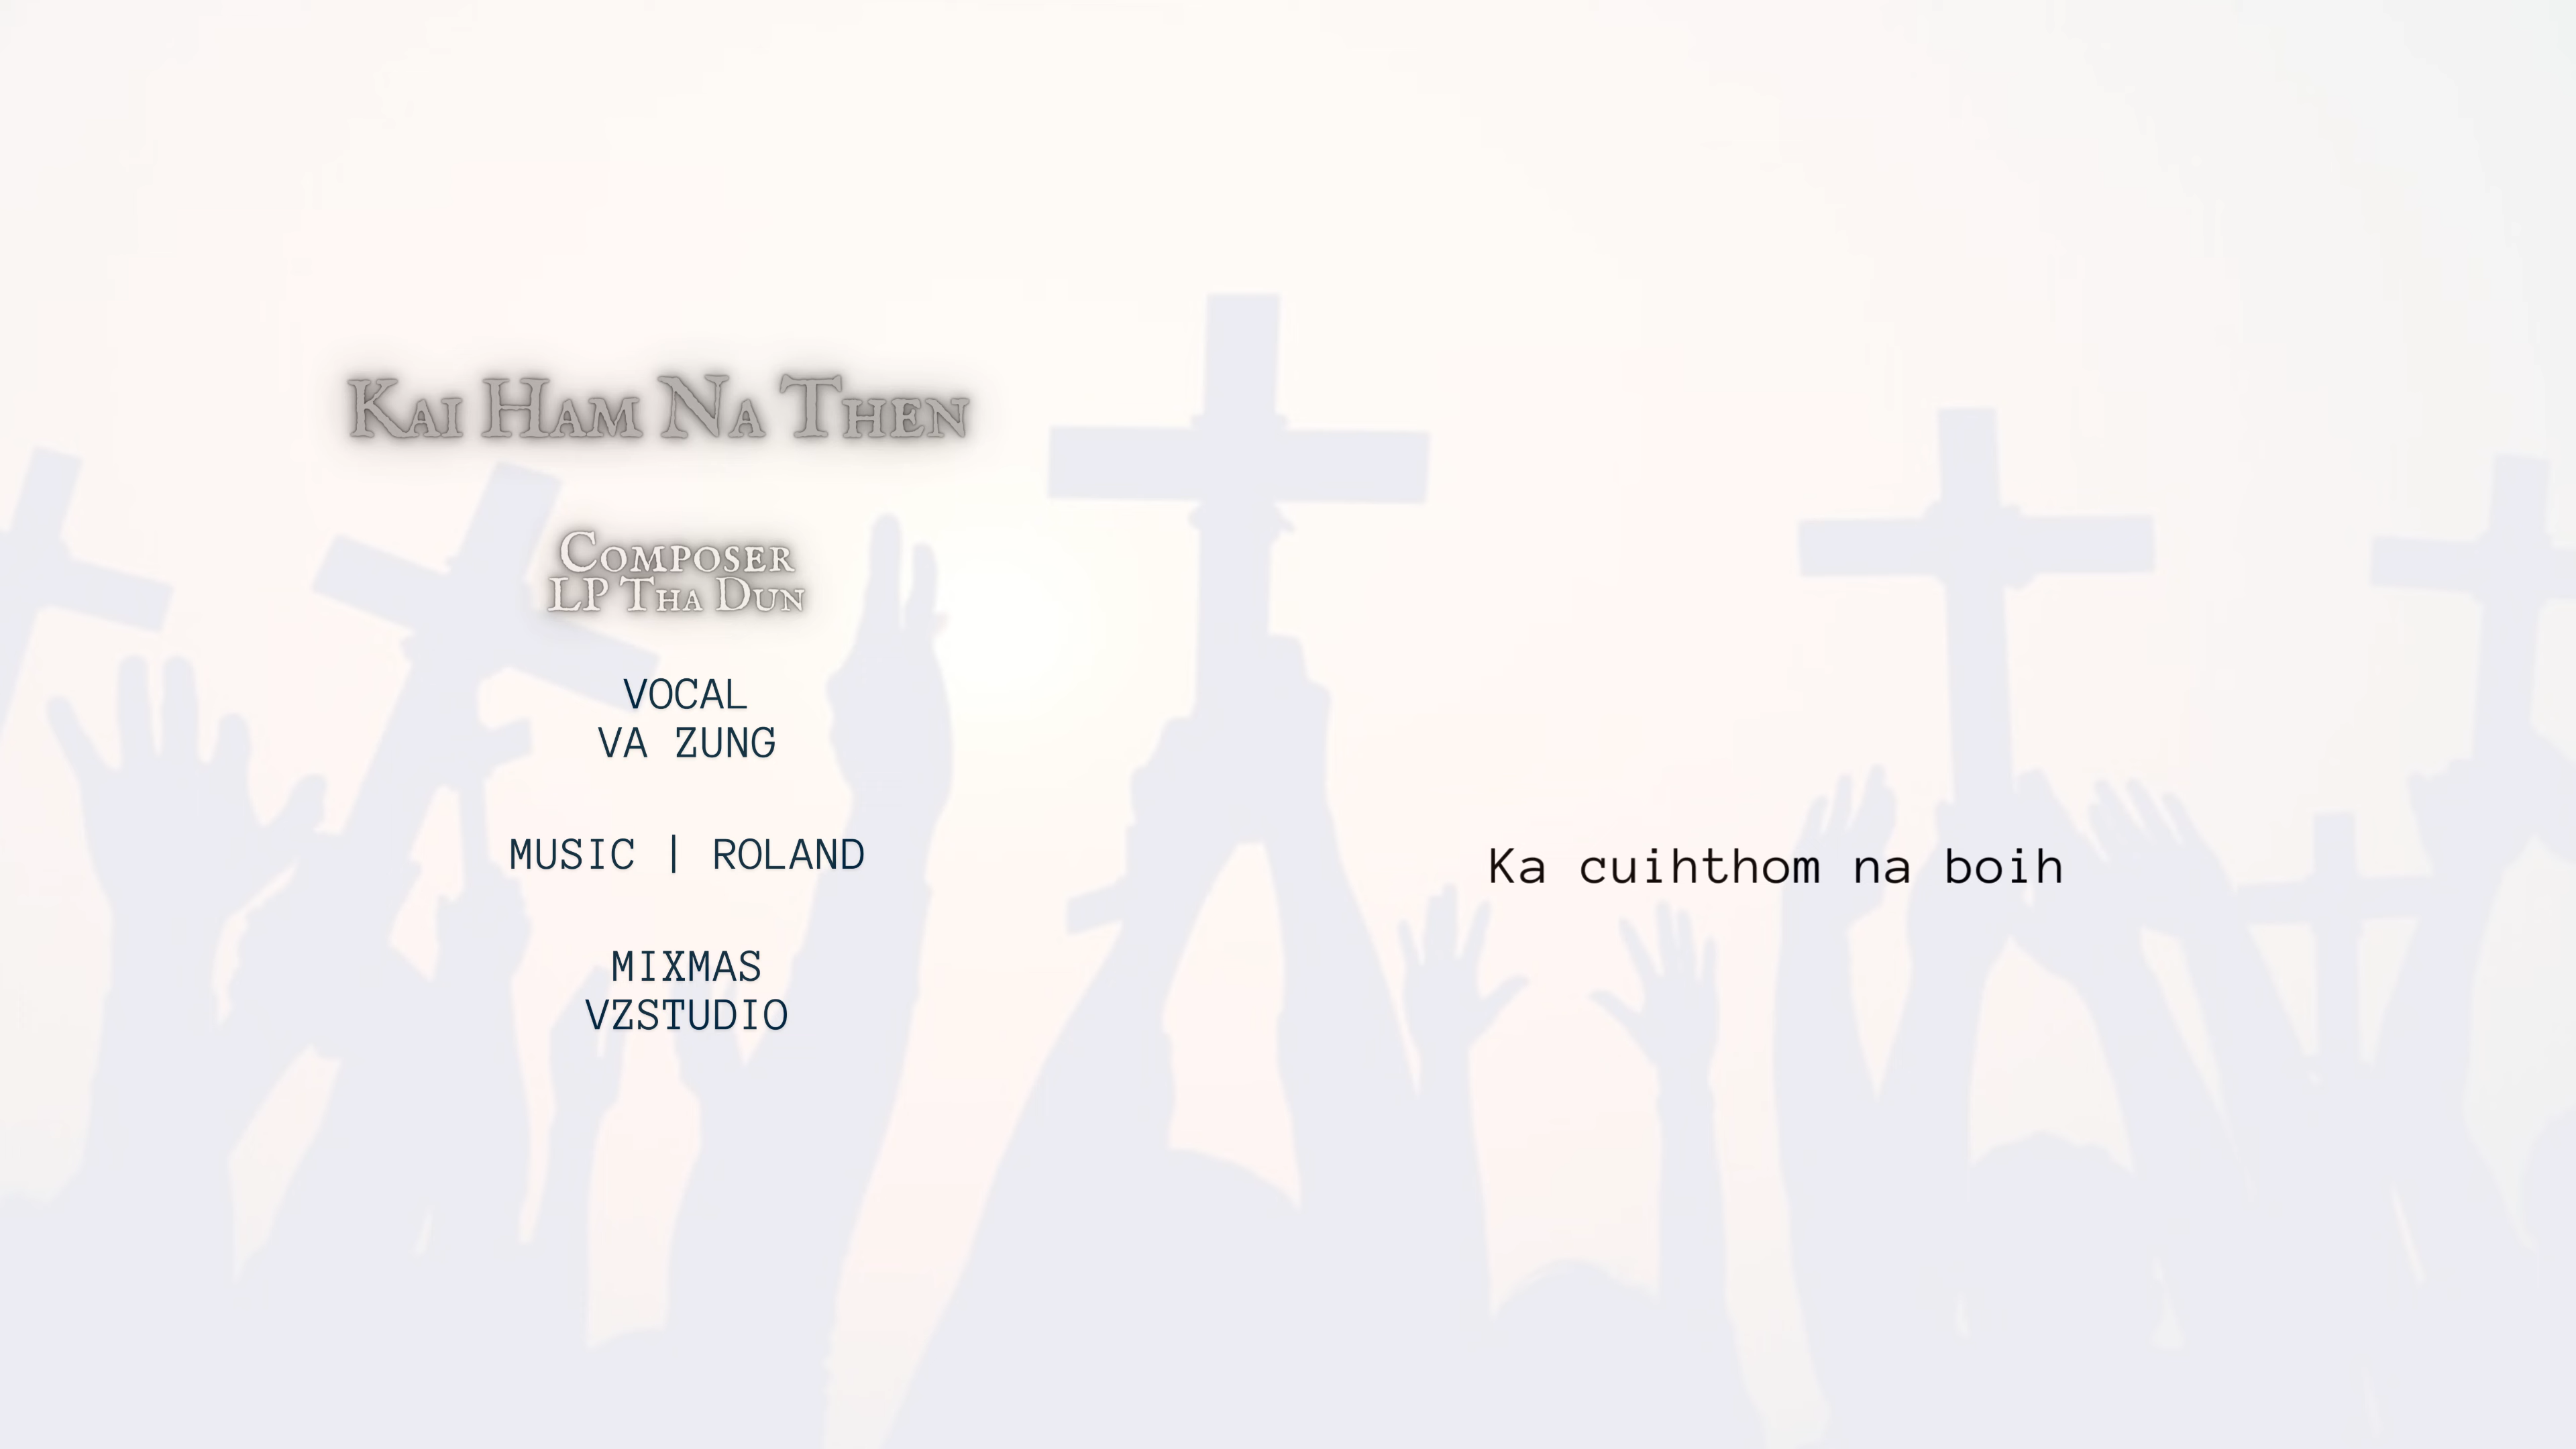 Kai Ham Na Then
Composer
LP Tha Dun
VOCAL
VA ZUNG
MUSIC | ROLAND
MIXMAS
VZSTUDIO
Ka cuihthom na boih